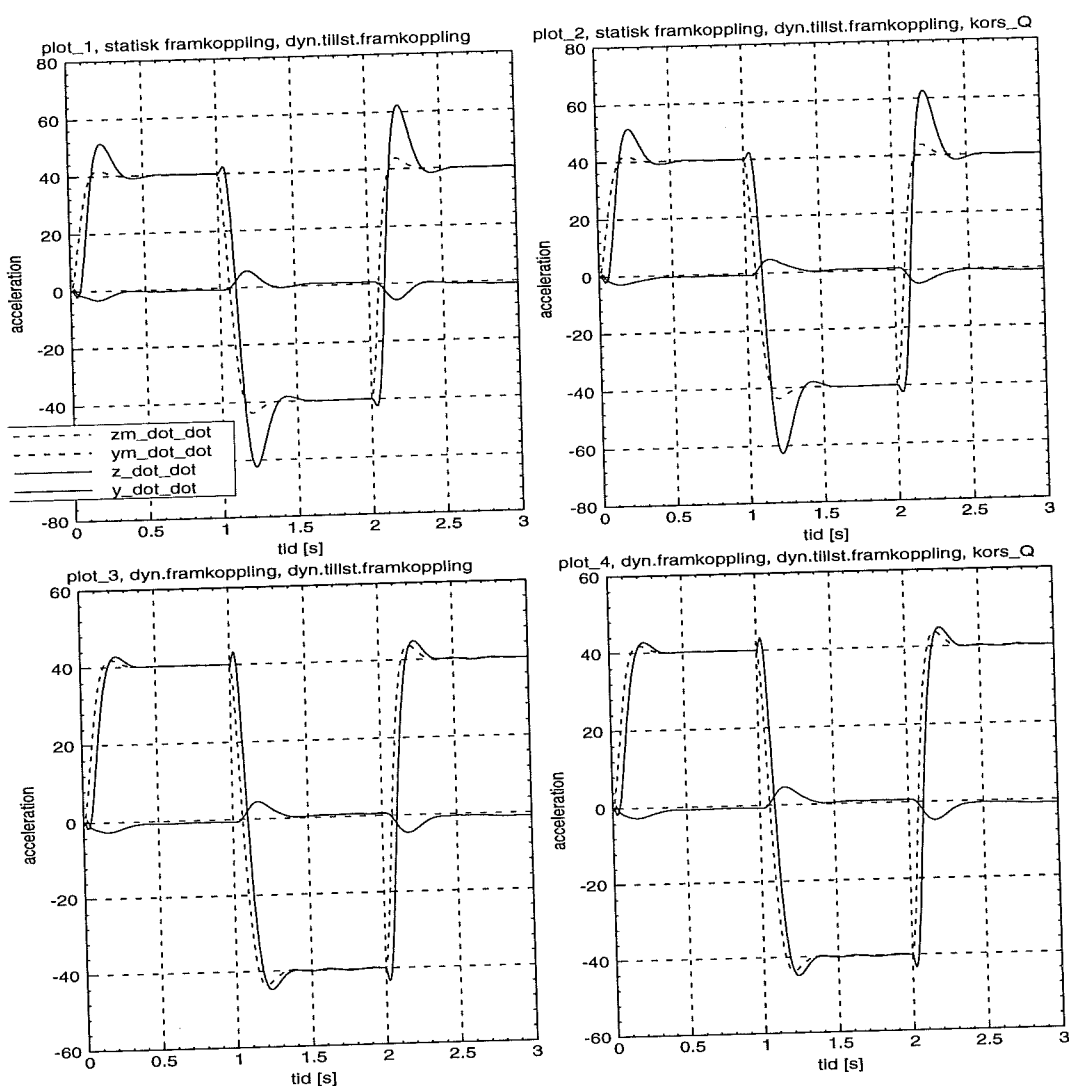 plot_1, statisk framkoppling, dyn.tillst.framkoppling
80
60
40
20
0
-20
-40
-80
acceleration
zm_dot_dot
ym_dot_dot
z_dot_dot
y_dot_dot
0 0.5 1 1.5 2 2.5 3
tid [s]
plot_2, statisk framkoppling, dyn.tillst.framkoppling, kors_Q
80
60
40
20
0
-20
-40
-60
-80
acceleration
0 0.5 1 1.5 2 2.5 3
tid [s]
plot_3, dyn.framkoppling, dyn.tillst.framkoppling
60
40
20
0
-20
-40
-60
acceleration
0 0.5 1 1.5 2 2.5 3
tid [s]
plot_4, dyn.framkoppling, dyn.tillst.framkoppling, kors_Q
60
40
20
0
-20
-40
-60
acceleration
0 0.5 1 1.5 2 2.5 3
tid [s]